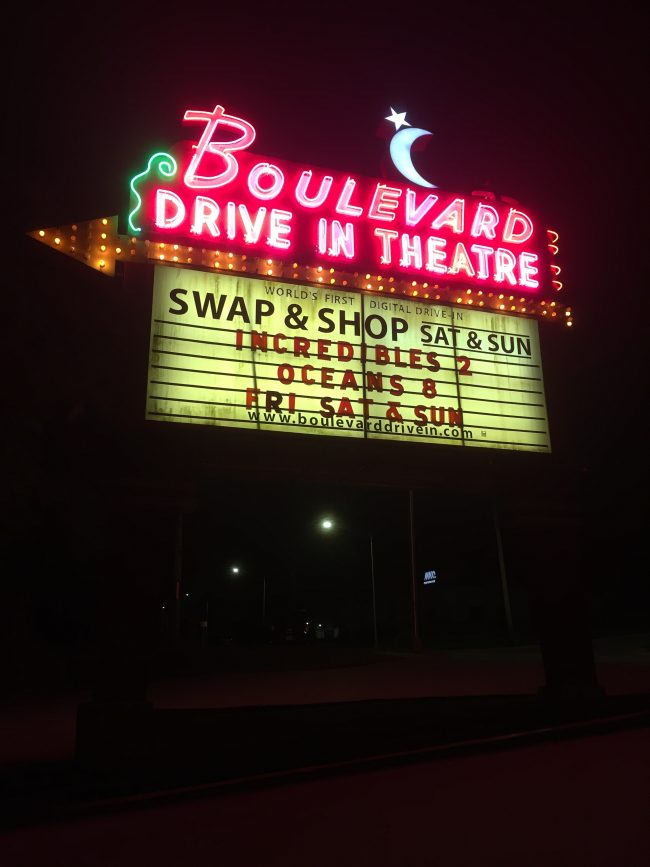 BOULEVARD
DRIVE IN THEATRE
WORLD'S FIRST DIGITAL DRIVE-IN
SWAP & SHOP SAT & SUN
INCREDIBLES 2
OCEANS 8
FRI SAT & SUN
www.boulevarddrivein.com